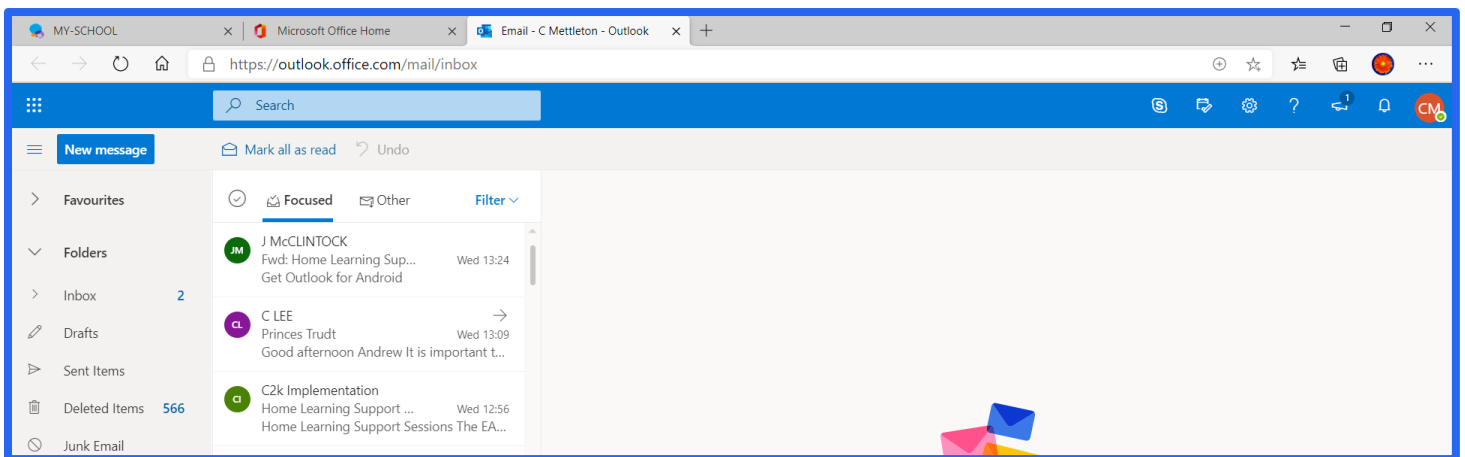 MY-SCHOOL Microsoft Office Home Email - C Mettleton - Outlook
https://outlook.office.com/mail/inbox
Search
1
CM
New message Mark all as read Undo
Favourites
Folders
Inbox 2
Drafts
Sent Items
Deleted Items 566
Junk Email
Focused Other Filter
JM
J McCLINTOCK
Fwd: Home Learning Sup... Wed 13:24
Get Outlook for Android
CL
C LEE
Princes Trudt Wed 13:09
Good afternoon Andrew It is important t...
CI
C2k Implementation
Home Learning Support ... Wed 12:56
Home Learning Support Sessions The EA...